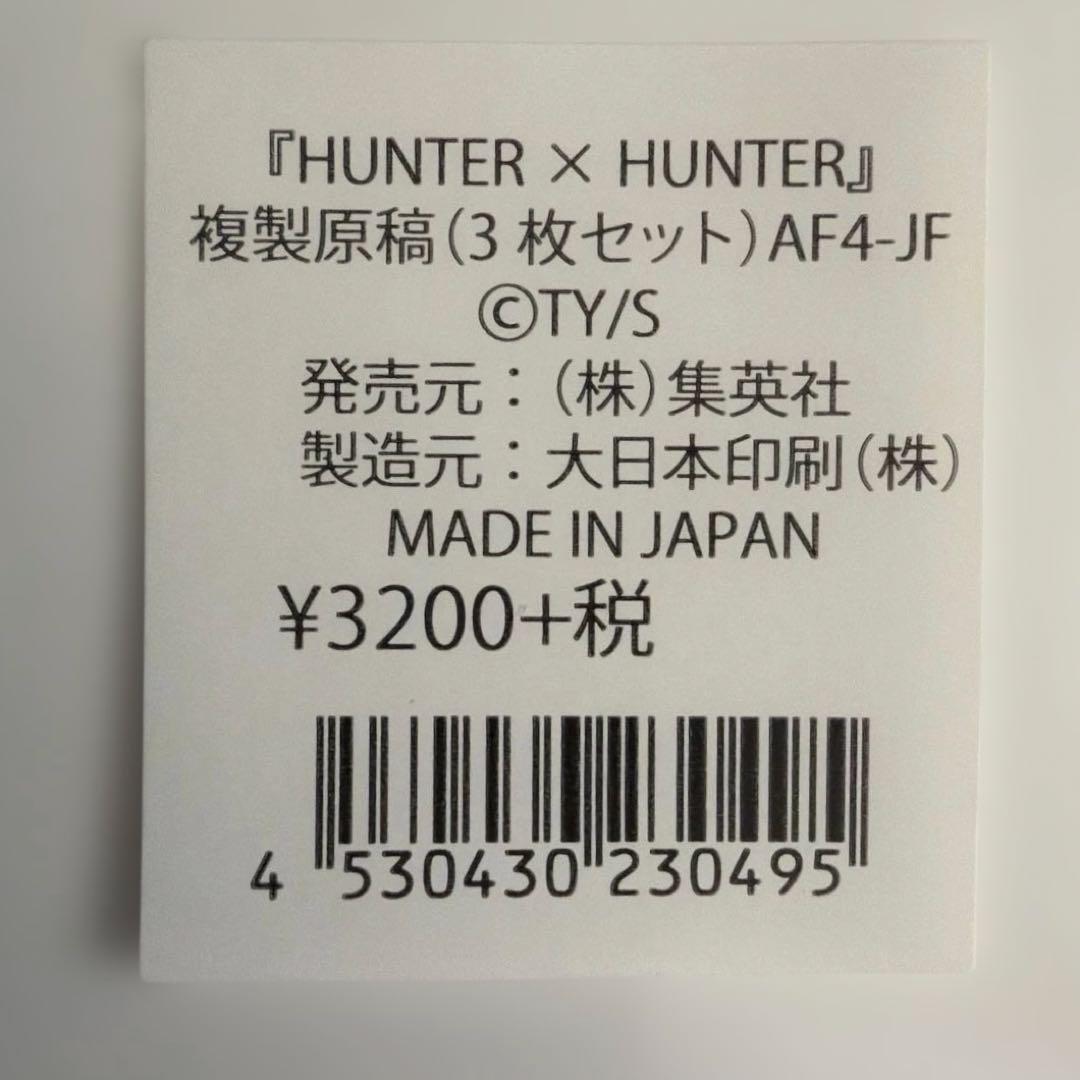 『HUNTER × HUNTER』
複製原稿(3 枚セット)AF4-JF
©TY/S
発売元：(株)集英社
製造元：大日本印刷(株)
MADE IN JAPAN
¥3200+税
4 530430 230495